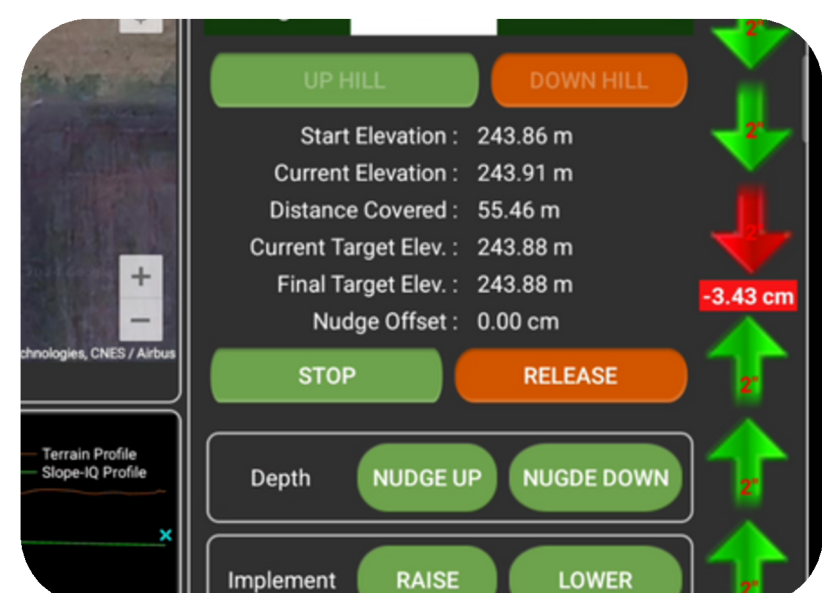 UP HILL
DOWN HILL
Start Elevation : 243.86 m
Current Elevation : 243.91 m
Distance Covered : 55.46 m
Current Target Elev. : 243.88 m
Final Target Elev. : 243.88 m
Nudge Offset : 0.00 cm
STOP
RELEASE
Depth
NUDGE UP
NUGDE DOWN
Implement
RAISE
LOWER
chnologies, CNES / Airbus
Terrain Profile
Slope-IQ Profile
2"
2"
2"
-3.43 cm
2"
2"
2"